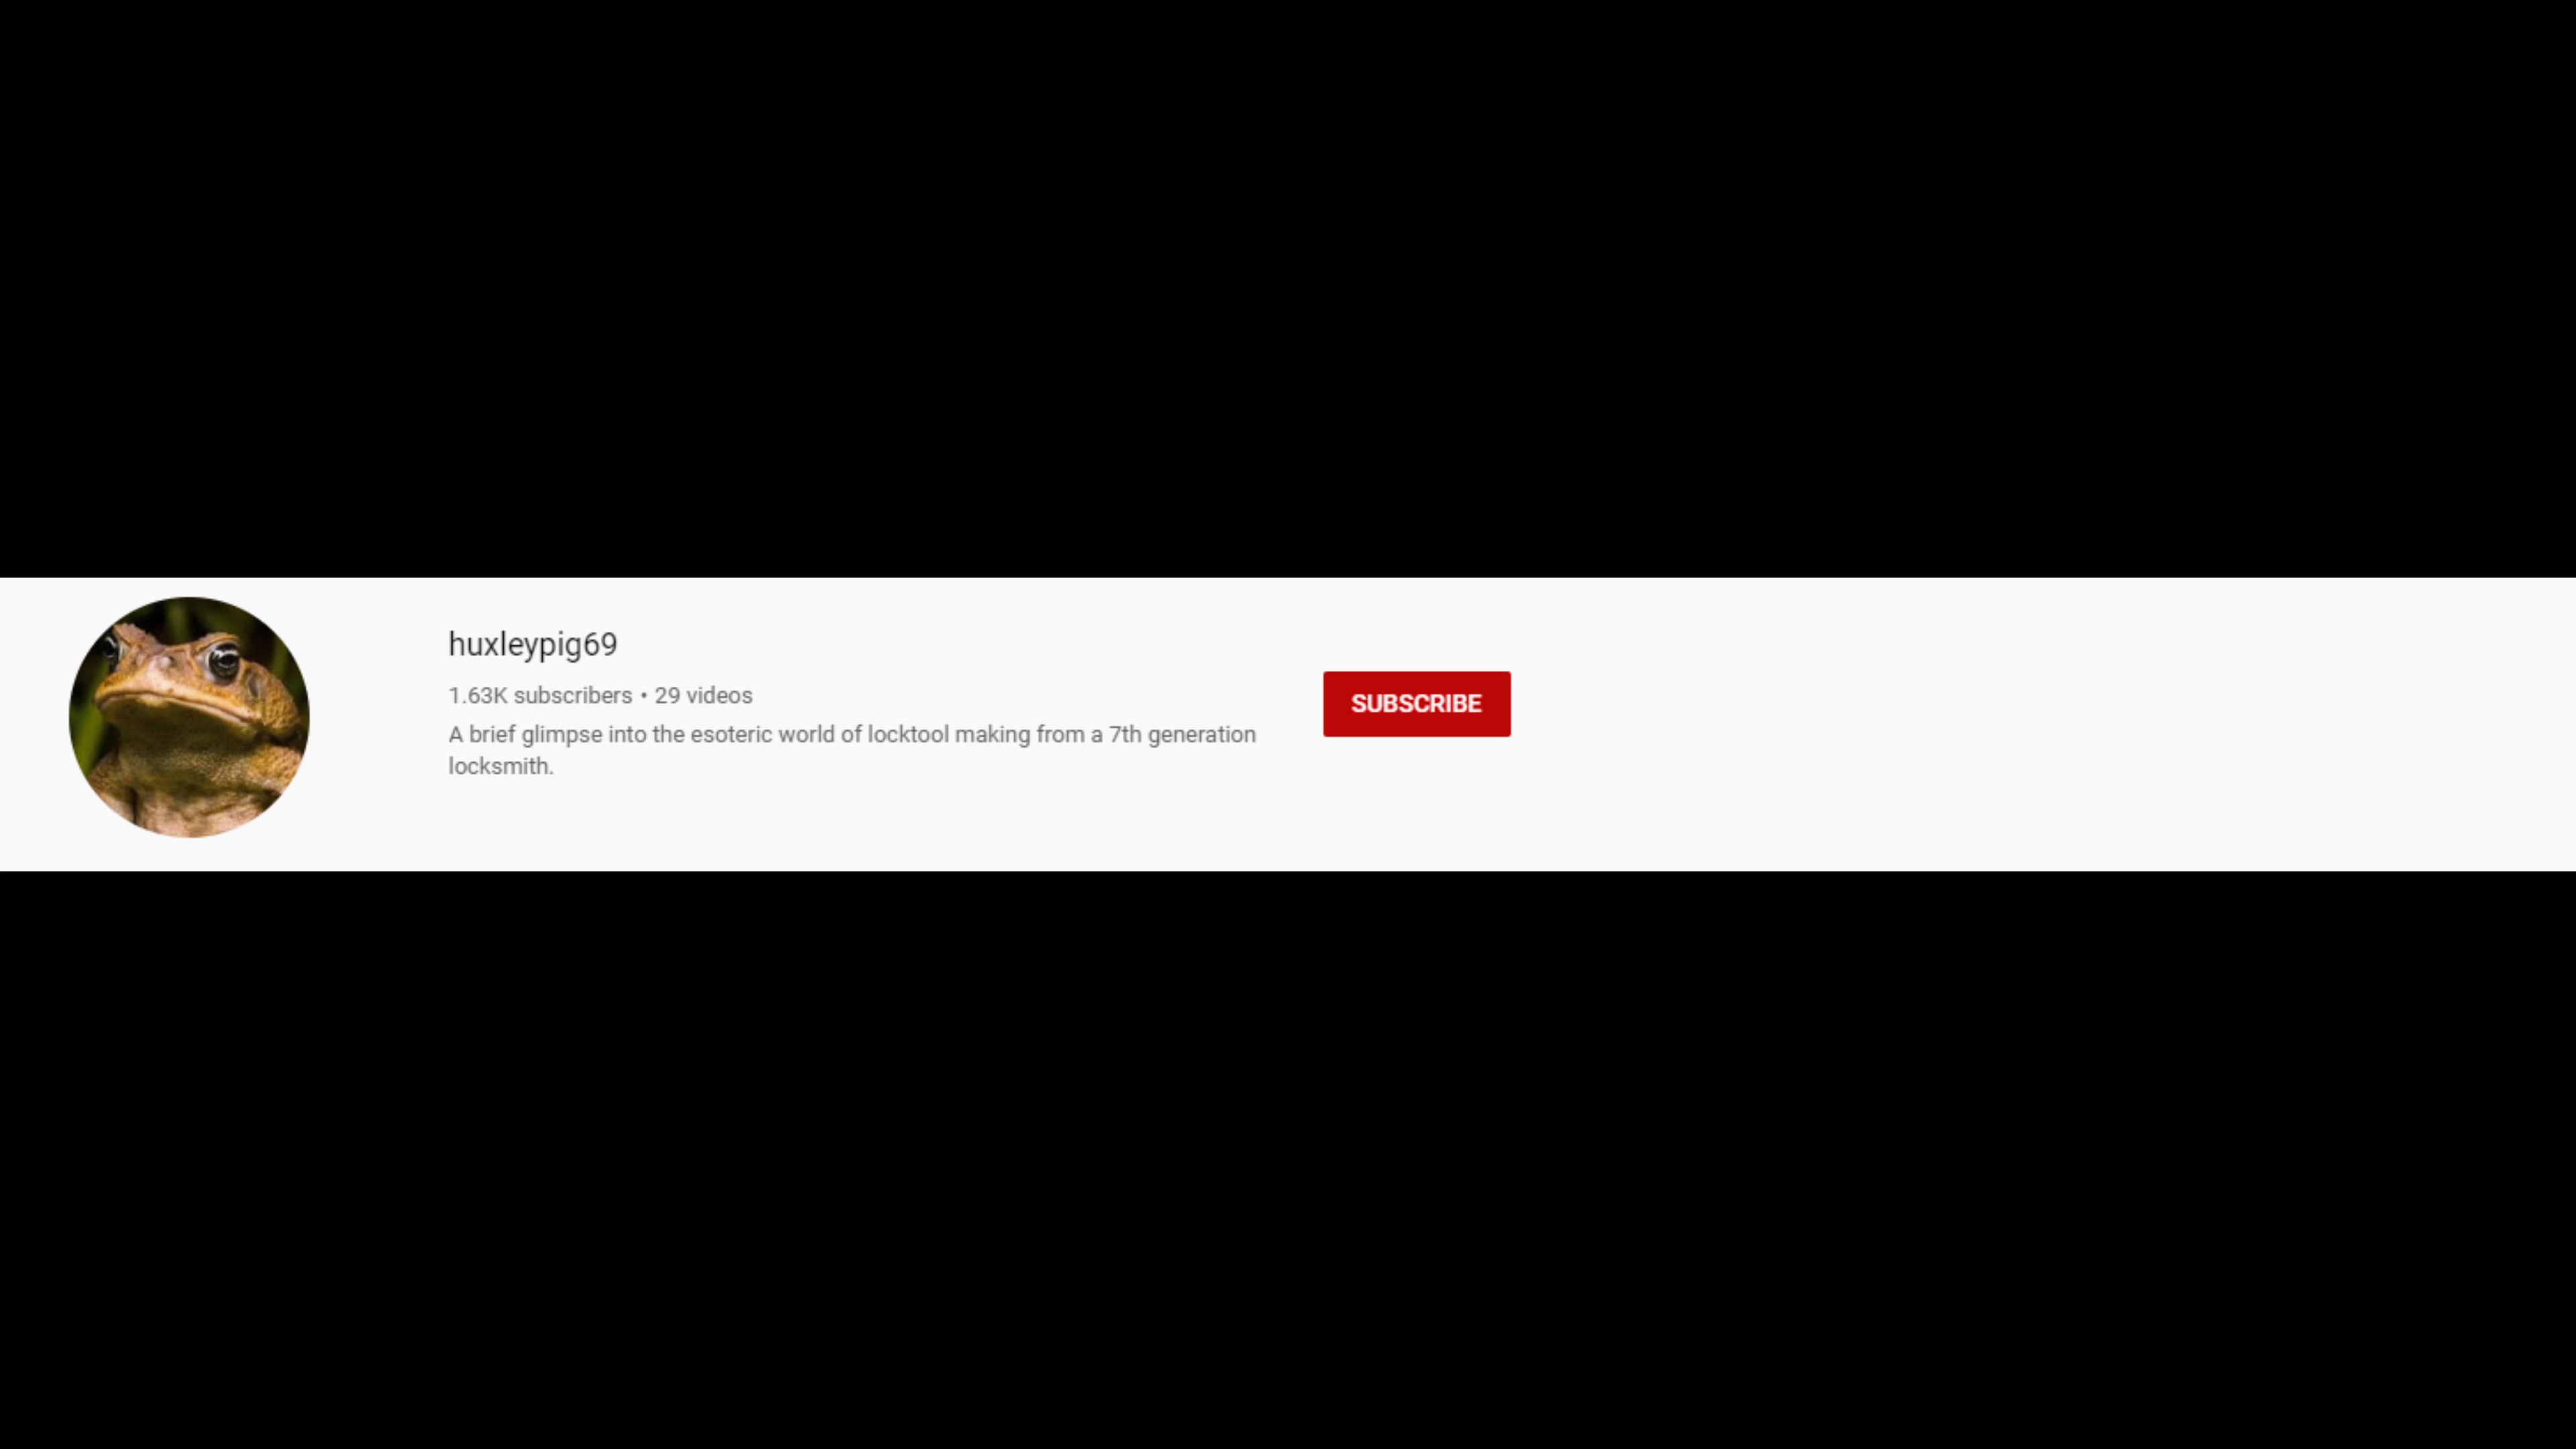 huxleypig69
1.63K subscribers • 29 videos
A brief glimpse into the esoteric world of locktool making from a 7th generation
locksmith.
SUBSCRIBE